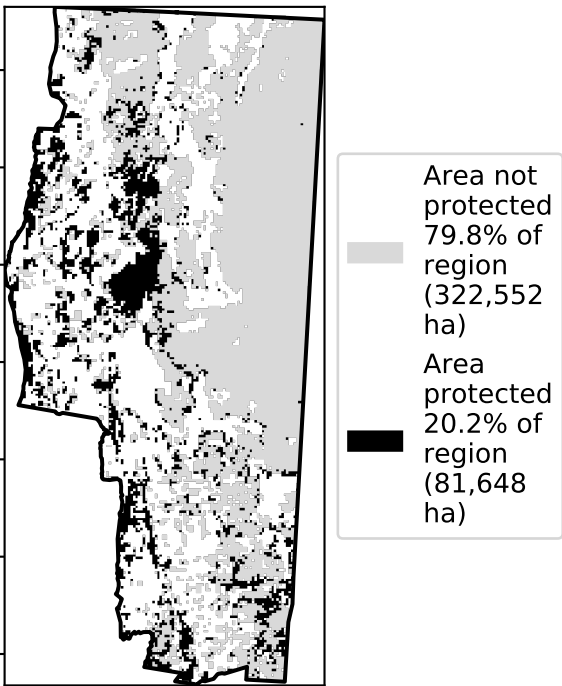 Area not
protected
79.8% of
region
(322,552
ha)
Area
protected
20.2% of
region
(81,648
ha)